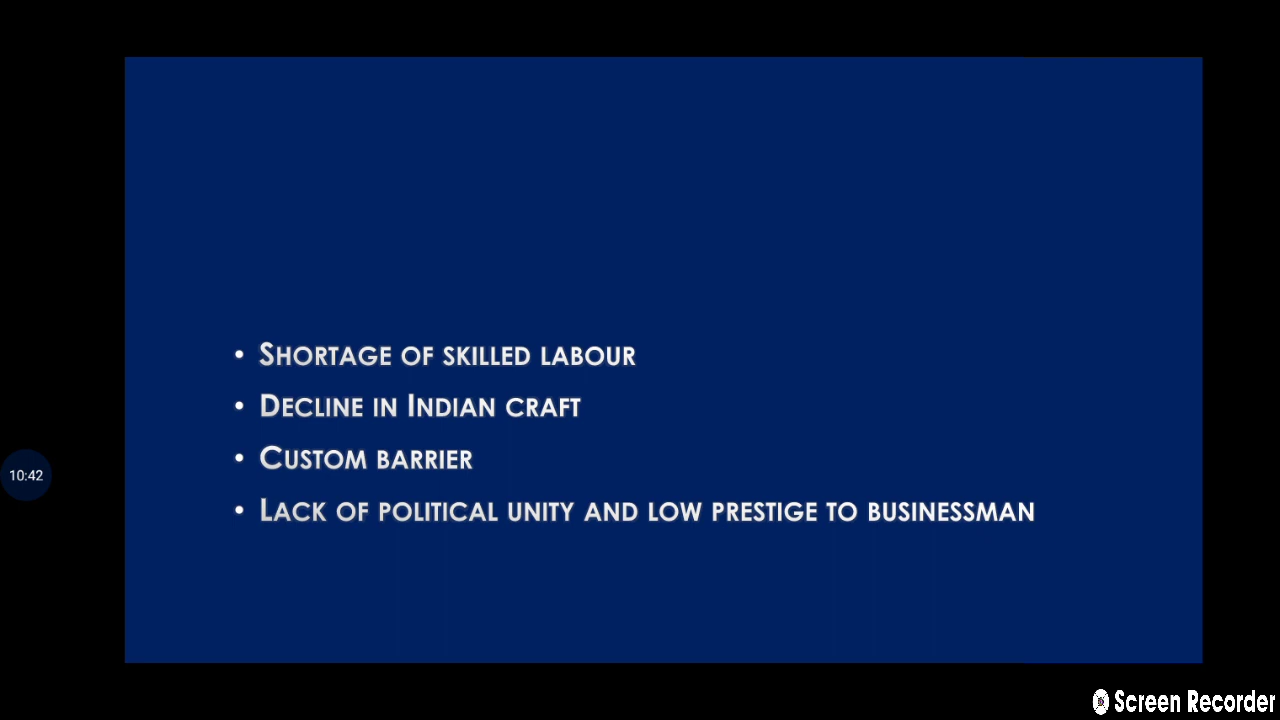 • Shortage of skilled labour
• Decline in Indian craft
• Custom barrier
10:42
• Lack of political unity and low prestige to businessman
Screen Recorder